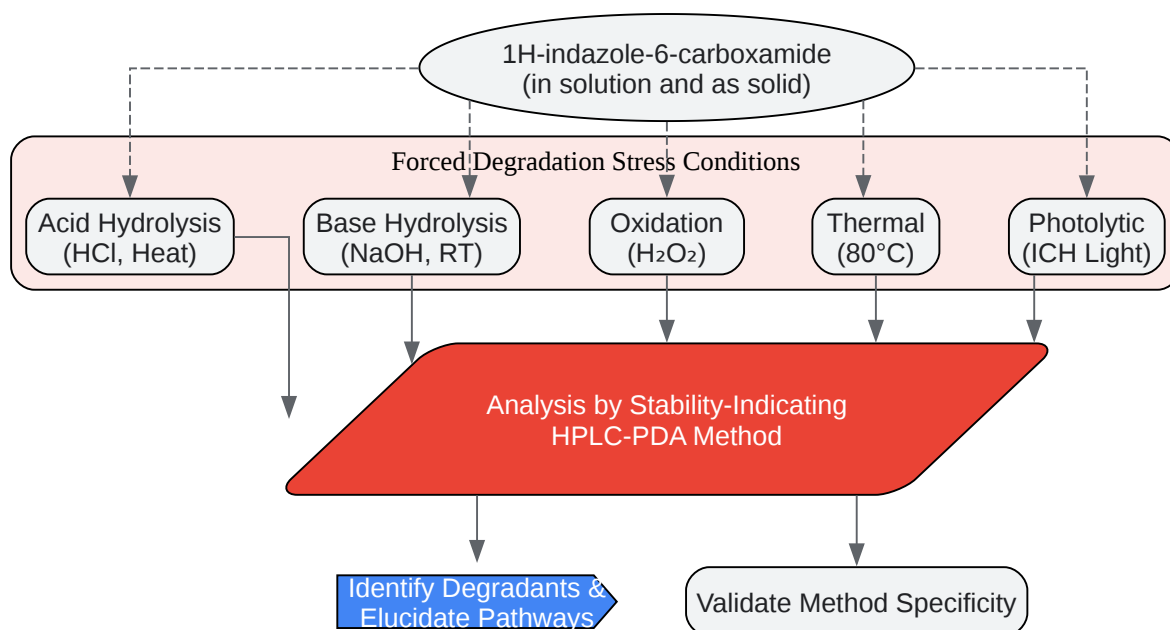 1H-indazole-6-carboxamide
(in solution and as solid)
Forced Degradation Stress Conditions
Acid Hydrolysis
(HCl, Heat)
Base Hydrolysis
(NaOH, RT)
Oxidation
(H₂O₂)
Thermal
(80°C)
Photolytic
(ICH Light)
Analysis by Stability-Indicating
HPLC-PDA Method
Identify Degradants &
Elucidate Pathways
Validate Method Specificity